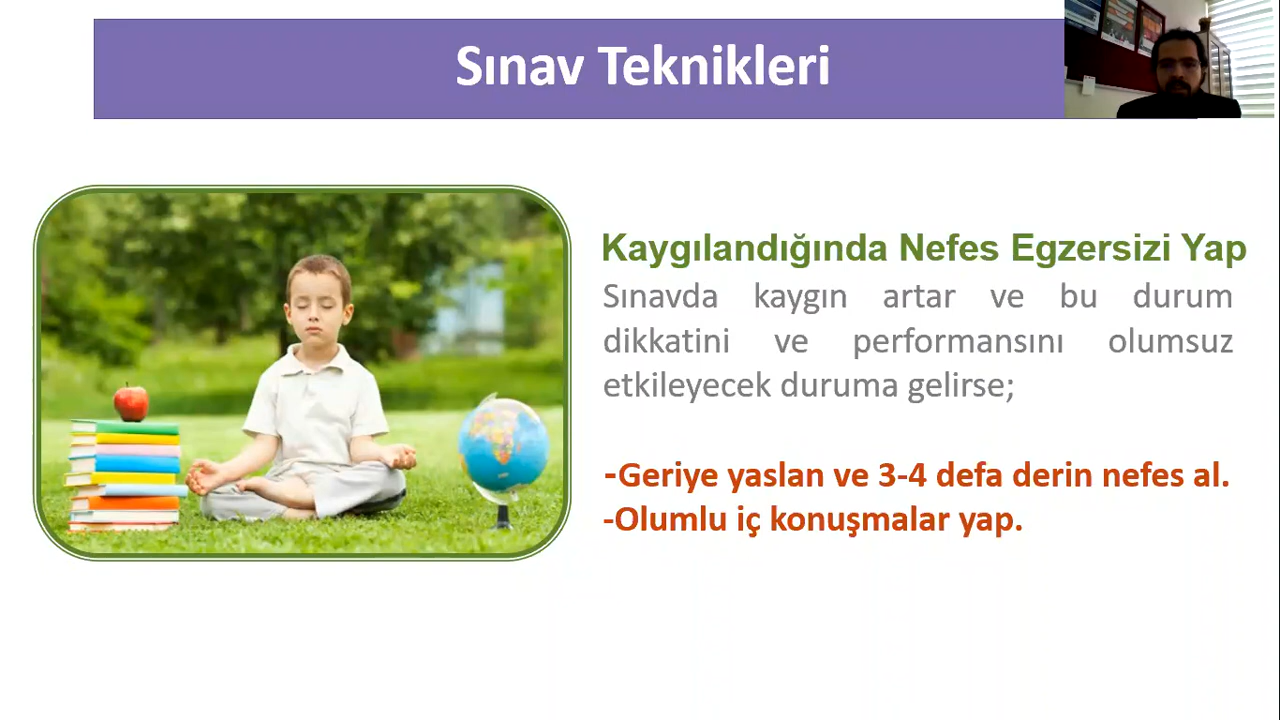 Sınav Teknikleri
Kaygılandığında Nefes Egzersizi Yap
Sınavda kaygın artar ve bu durum
dikkatini ve performansını olumsuz
etkileyecek duruma gelirse;
-Geriye yaslan ve 3-4 defa derin nefes al.
-Olumlu iç konuşmalar yap.